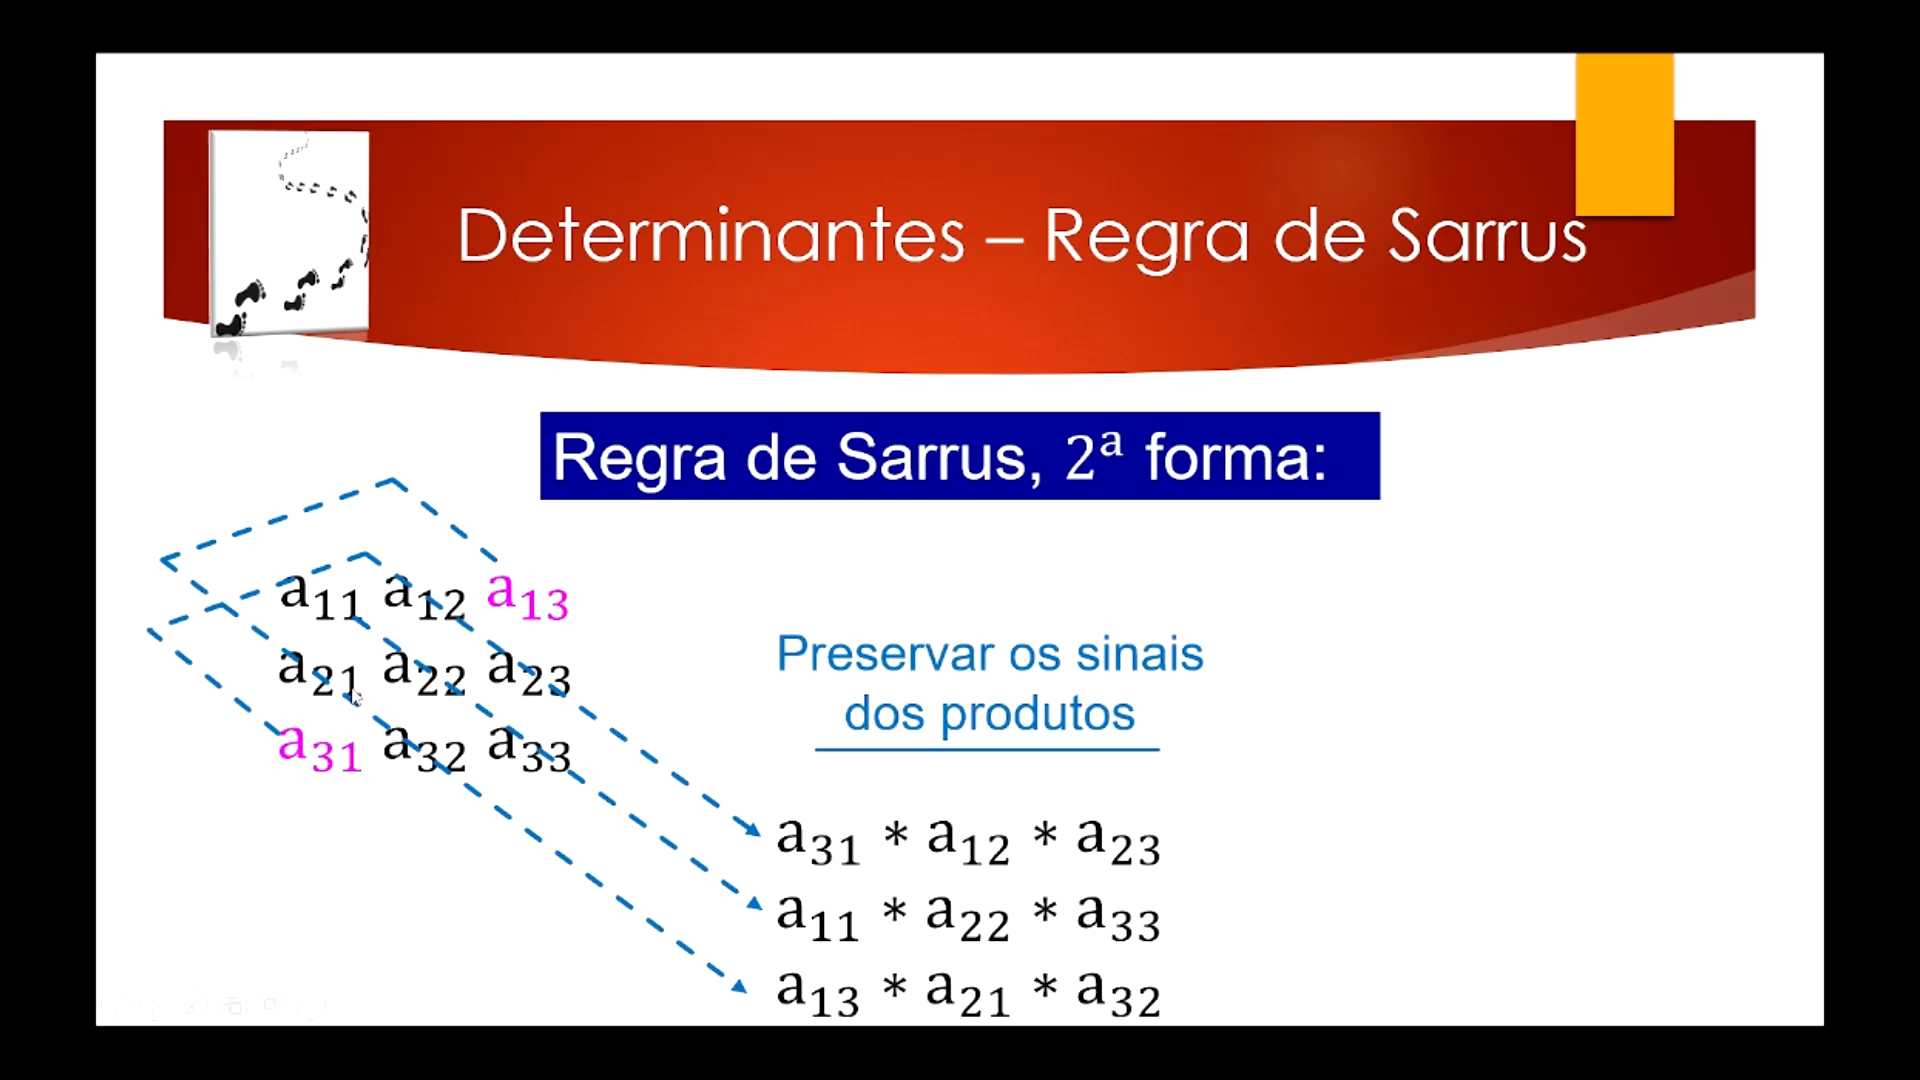 Determinantes – Regra de Sarrus
Regra de Sarrus, 2ª forma:
a₁₁ a₁₂ a₁₃
a₂₁ a₂₂ a₂₃
a₃₁ a₃₂ a₃₃
Preservar os sinais
dos produtos
a₃₁ * a₁₂ * a₂₃
a₁₁ * a₂₂ * a₃₃
a₁₃ * a₂₁ * a₃₂